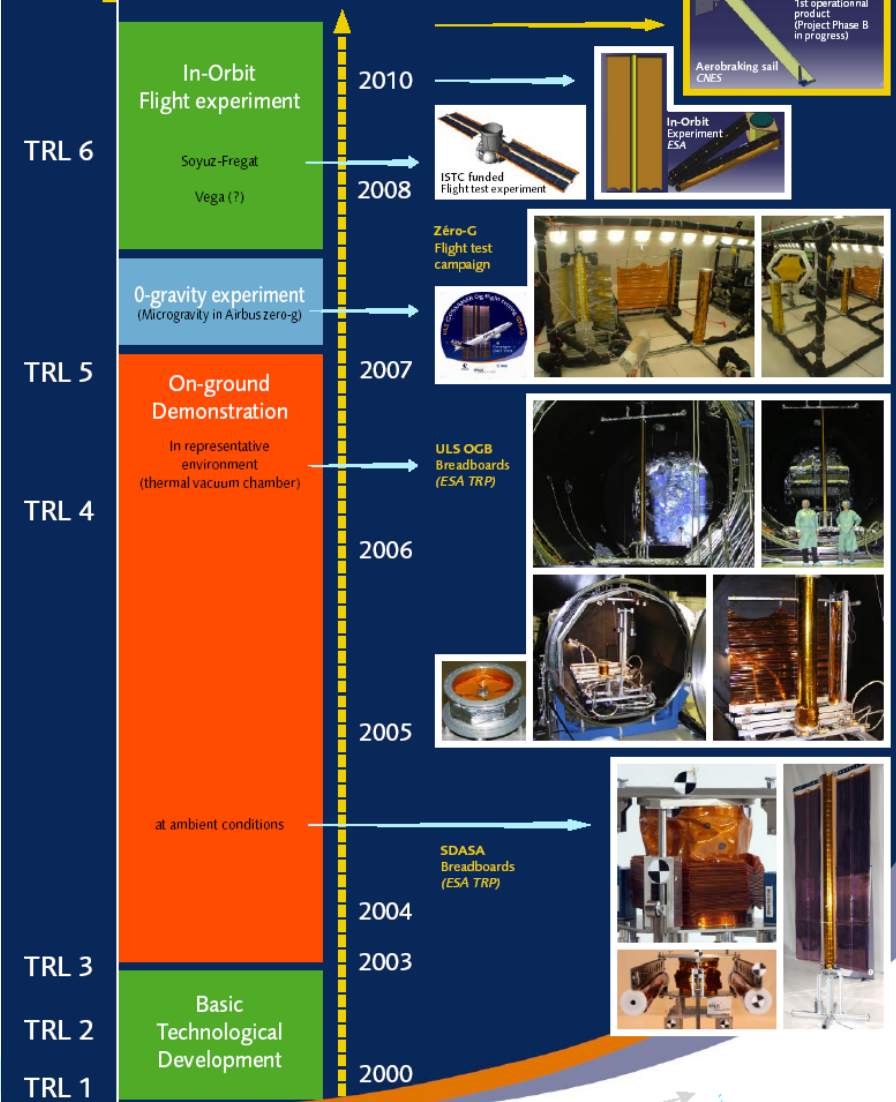 1st operationnal
product
(Project Phase B
in progress)
Aerobraking sail
CNES
In-Orbit
Flight experiment
Soyuz-Fregat
Vega (?)
TRL 6
2010
2008
In-Orbit
Experiment
ESA
ISTC funded
Flight test experiment
Zéro-G
Flight test
campaign
0-gravity experiment
(Microgravity in Airbus zero-g)
TRL 5
2007
On-ground
Demonstration
In representative
environment
(thermal vacuum chamber)
ULS OGB
Breadboards
(ESA TRP)
TRL 4
2006
2005
at ambient conditions
SDASA
Breadboards
(ESA TRP)
2004
2003
TRL 3
Basic
Technological
Development
TRL 2
2000
TRL 1